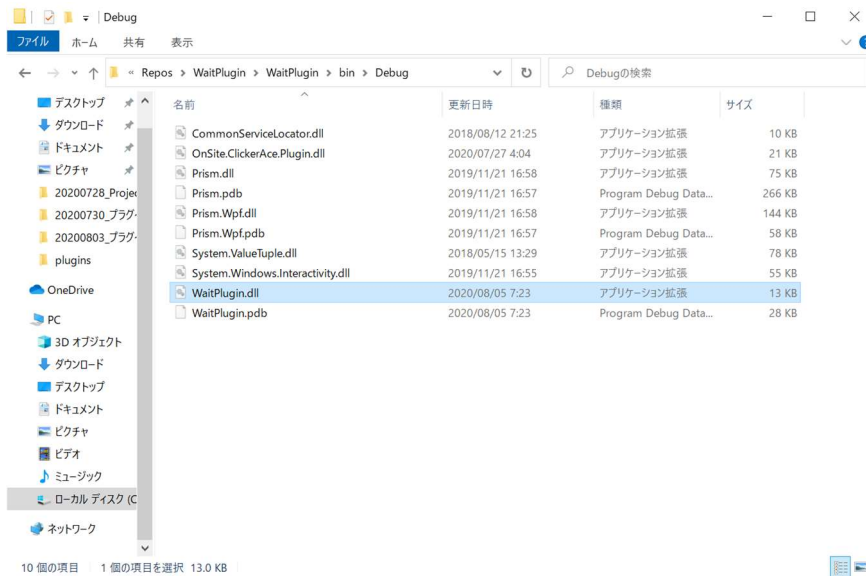 Debug
ファイル ホーム 共有 表示
« Repos > WaitPlugin > WaitPlugin > bin > Debug
Debugの検索
デスクトップ
ダウンロード
ドキュメント
ピクチャ
20200728_Projec
20200730_プラグ
20200803_プラグ
plugins
OneDrive
PC
3D オブジェクト
ダウンロード
デスクトップ
ドキュメント
ピクチャ
ビデオ
ミュージック
ローカル ディスク (C
ネットワーク
名前 更新日時 種類 サイズ
CommonServiceLocator.dll 2018/08/12 21:25 アプリケーション拡張 10 KB
OnSite.ClickerAce.Plugin.dll 2020/07/27 4:04 アプリケーション拡張 21 KB
Prism.dll 2019/11/21 16:58 アプリケーション拡張 75 KB
Prism.pdb 2019/11/21 16:57 Program Debug Data... 266 KB
Prism.Wpf.dll 2019/11/21 16:58 アプリケーション拡張 144 KB
Prism.Wpf.pdb 2019/11/21 16:57 Program Debug Data... 58 KB
System.ValueTuple.dll 2018/05/15 13:29 アプリケーション拡張 78 KB
System.Windows.Interactivity.dll 2019/11/21 16:55 アプリケーション拡張 55 KB
WaitPlugin.dll 2020/08/05 7:23 アプリケーション拡張 13 KB
WaitPlugin.pdb 2020/08/05 7:23 Program Debug Data... 28 KB
10 個の項目 1 個の項目を選択 13.0 KB